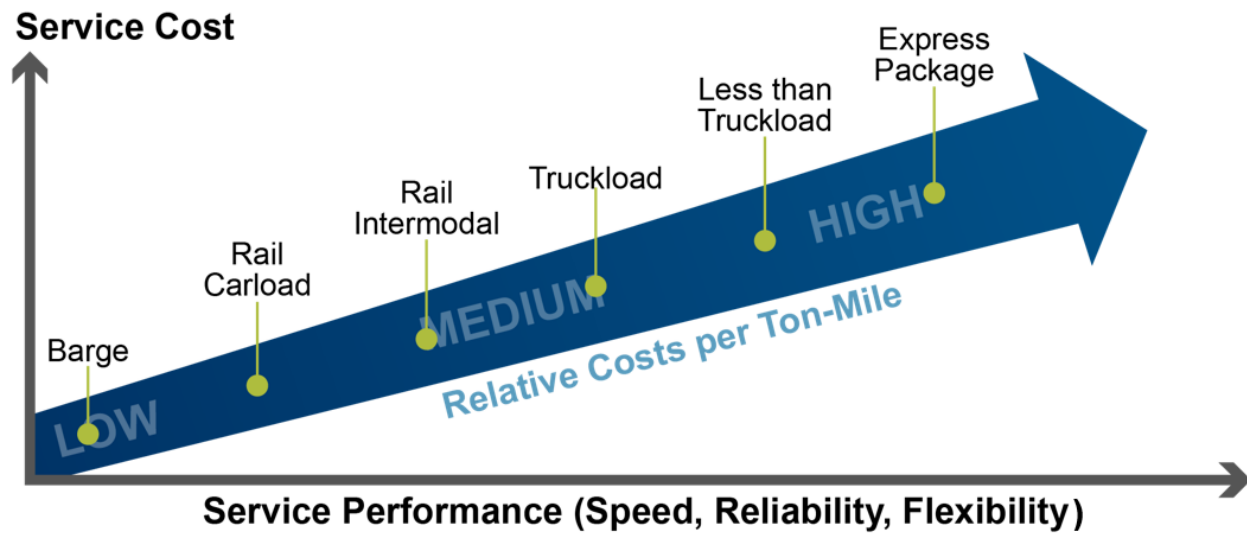 Service Cost
Express
Package
Less than
Truckload
Truckload
Rail
Intermodal
Rail
Carload
Barge
LOW
MEDIUM
HIGH
Relative Costs per Ton-Mile
Service Performance (Speed, Reliability, Flexibility)